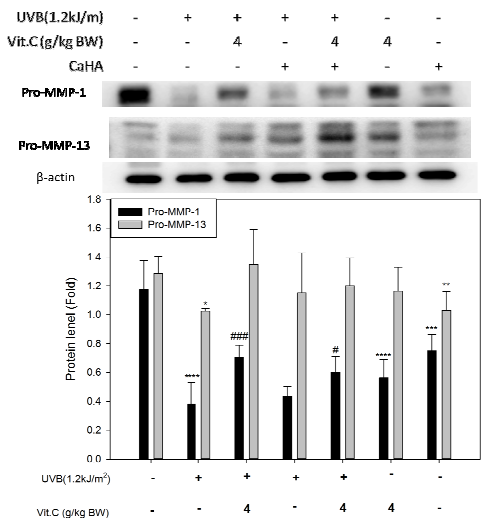 UVB(1.2kJ/m) - + + + + - -
Vit.C (g/kg BW) - - 4 - 4 4 -
CaHA - - - + + - +
Pro-MMP-1
Pro-MMP-13
β-actin
1.8
1.6
1.4
1.2
1.0
0.8
0.6
0.4
0.2
0.0
Protein lenel (Fold)
Pro-MMP-1
Pro-MMP-13
**** * ### # **** *** **
UVB(1.2kJ/m²) - + + + + - -
Vit.C (g/kg BW) - - 4 - 4 4 -